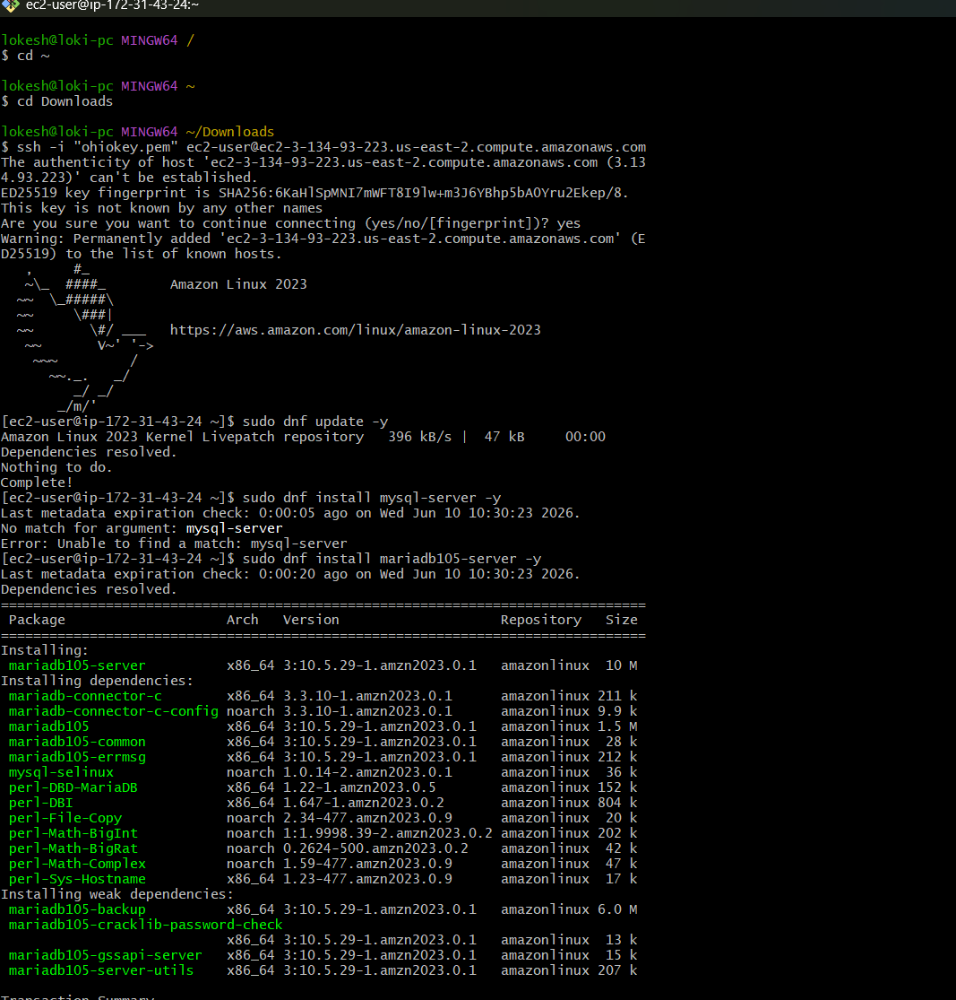 ec2-user@ip-172-31-43-24:~
lokesh@loki-pc MINGW64 /
$ cd ~
lokesh@loki-pc MINGW64 ~
$ cd Downloads
lokesh@loki-pc MINGW64 ~/Downloads
$ ssh -i "ohiokey.pem" ec2-user@ec2-3-134-93-223.us-east-2.compute.amazonaws.com
The authenticity of host 'ec2-3-134-93-223.us-east-2.compute.amazonaws.com (3.13
4.93.223)' can't be established.
ED25519 key fingerprint is SHA256:6KaHlSpMNI7mWFT8I9lw+m3J6YBhp5bAOYru2Ekep/8.
This key is not known by any other names
Are you sure you want to continue connecting (yes/no/[fingerprint])? yes
Warning: Permanently added 'ec2-3-134-93-223.us-east-2.compute.amazonaws.com' (E
D25519) to the list of known hosts.
   ,     #_
   ~\_  ####_        Amazon Linux 2023
  ~~  \_#####\
  ~~     \###|
  ~~       \#/ ___   https://aws.amazon.com/linux/amazon-linux-2023
   ~~       V~' '->
    ~~~         /
      ~~._.   _/
         _/ _/
       _/m/'
[ec2-user@ip-172-31-43-24 ~]$ sudo dnf update -y
Amazon Linux 2023 Kernel Livepatch repository   396 kB/s |  47 kB     00:00
Dependencies resolved.
Nothing to do.
Complete!
[ec2-user@ip-172-31-43-24 ~]$ sudo dnf install mysql-server -y
Last metadata expiration check: 0:00:05 ago on Wed Jun 10 10:30:23 2026.
No match for argument: mysql-server
Error: Unable to find a match: mysql-server
[ec2-user@ip-172-31-43-24 ~]$ sudo dnf install mariadb105-server -y
Last metadata expiration check: 0:00:20 ago on Wed Jun 10 10:30:23 2026.
Dependencies resolved.
================================================================================
 Package                    Arch   Version                    Repository   Size
================================================================================
Installing:
 mariadb105-server          x86_64 3:10.5.29-1.amzn2023.0.1   amazonlinux  10 M
Installing dependencies:
 mariadb-connector-c        x86_64 3.3.10-1.amzn2023.0.1      amazonlinux 211 k
 mariadb-connector-c-config noarch 3.3.10-1.amzn2023.0.1      amazonlinux 9.9 k
 mariadb105                 x86_64 3:10.5.29-1.amzn2023.0.1   amazonlinux 1.5 M
 mariadb105-common          x86_64 3:10.5.29-1.amzn2023.0.1   amazonlinux  28 k
 mariadb105-errmsg          x86_64 3:10.5.29-1.amzn2023.0.1   amazonlinux 212 k
 mysql-selinux              noarch 1.0.14-2.amzn2023.0.1      amazonlinux  36 k
 perl-DBD-MariaDB           x86_64 1.22-1.amzn2023.0.5        amazonlinux 152 k
 perl-DBI                   x86_64 1.647-1.amzn2023.0.2       amazonlinux 804 k
 perl-File-Copy             noarch 2.34-477.amzn2023.0.9      amazonlinux  20 k
 perl-Math-BigInt           noarch 1:1.9998.39-2.amzn2023.0.2 amazonlinux 202 k
 perl-Math-BigRat           noarch 0.2624-500.amzn2023.0.2    amazonlinux  42 k
 perl-Math-Complex          noarch 1.59-477.amzn2023.0.9      amazonlinux  47 k
 perl-Sys-Hostname          x86_64 1.23-477.amzn2023.0.9      amazonlinux  17 k
Installing weak dependencies:
 mariadb105-backup          x86_64 3:10.5.29-1.amzn2023.0.1   amazonlinux 6.0 M
 mariadb105-cracklib-password-check
                            x86_64 3:10.5.29-1.amzn2023.0.1   amazonlinux  13 k
 mariadb105-gssapi-server   x86_64 3:10.5.29-1.amzn2023.0.1   amazonlinux  15 k
 mariadb105-server-utils    x86_64 3:10.5.29-1.amzn2023.0.1   amazonlinux 207 k
Transaction Summary